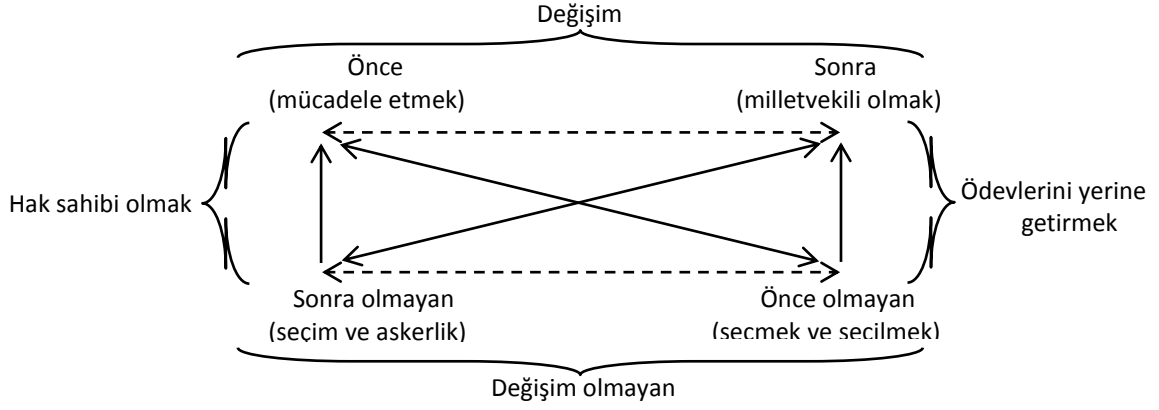 Değişim
Önce
(mücadele etmek)
Sonra
(milletvekili olmak)
Hak sahibi olmak
Ödevlerini yerine
getirmek
Sonra olmayan
(seçim ve askerlik)
Önce olmayan
(seçmek ve seçilmek)
Değişim olmayan